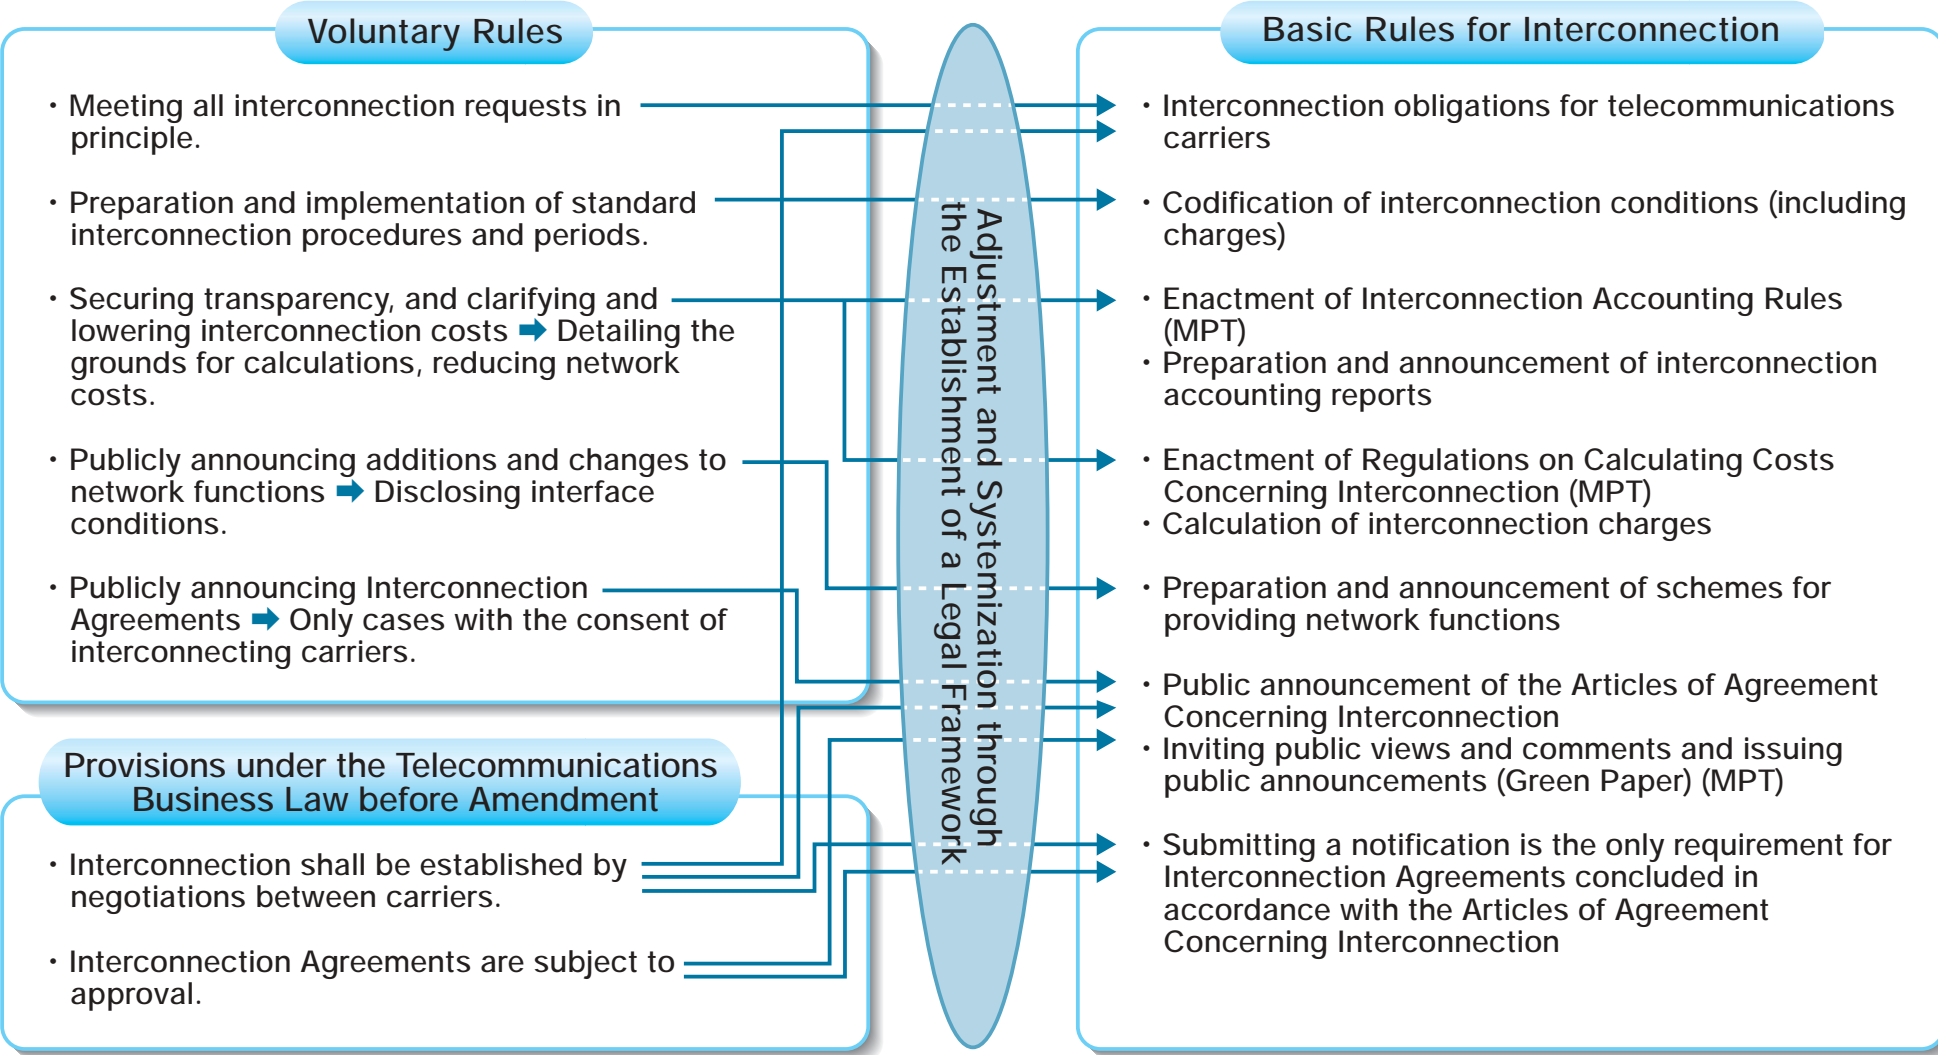 Voluntary Rules
・Meeting all interconnection requests in
principle.
・Preparation and implementation of standard
interconnection procedures and periods.
・Securing transparency, and clarifying and
lowering interconnection costs ➡ Detailing the
grounds for calculations, reducing network
costs.
・Publicly announcing additions and changes to
network functions ➡ Disclosing interface
conditions.
・Publicly announcing Interconnection
Agreements ➡ Only cases with the consent of
interconnecting carriers.
Provisions under the Telecommunications
Business Law before Amendment
・Interconnection shall be established by
negotiations between carriers.
・Interconnection Agreements are subject to
approval.
Adjustment and Systemization through
the Establishment of a Legal Framework
Basic Rules for Interconnection
・Interconnection obligations for telecommunications
carriers
・Codification of interconnection conditions (including
charges)
・Enactment of Interconnection Accounting Rules
(MPT)
・Preparation and announcement of interconnection
accounting reports
・Enactment of Regulations on Calculating Costs
Concerning Interconnection (MPT)
・Calculation of interconnection charges
・Preparation and announcement of schemes for
providing network functions
・Public announcement of the Articles of Agreement
Concerning Interconnection
・Inviting public views and comments and issuing
public announcements (Green Paper) (MPT)
・Submitting a notification is the only requirement for
Interconnection Agreements concluded in
accordance with the Articles of Agreement
Concerning Interconnection